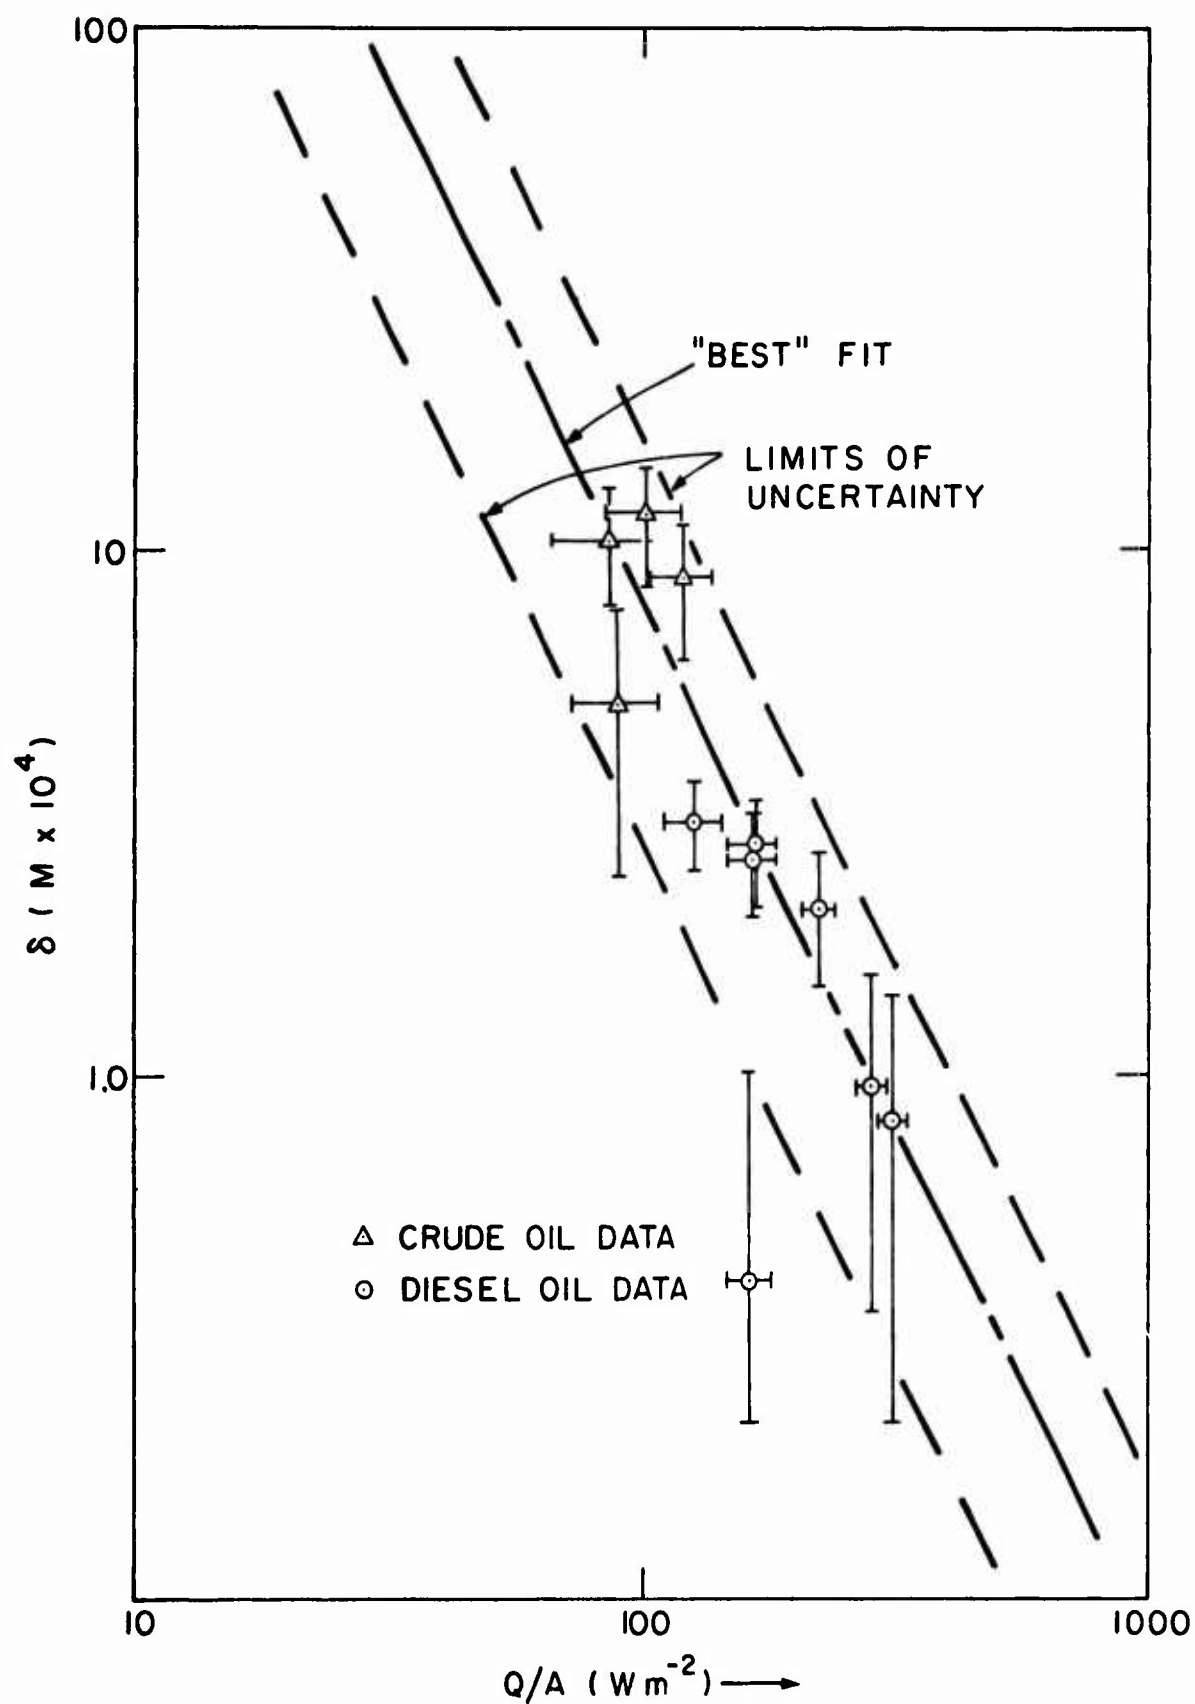 100
"BEST" FIT
LIMITS OF
UNCERTAINTY
10
δ (M x 10⁴)
1.0
CRUDE OIL DATA
DIESEL OIL DATA
10
100
1000
Q/A (Wm⁻²)